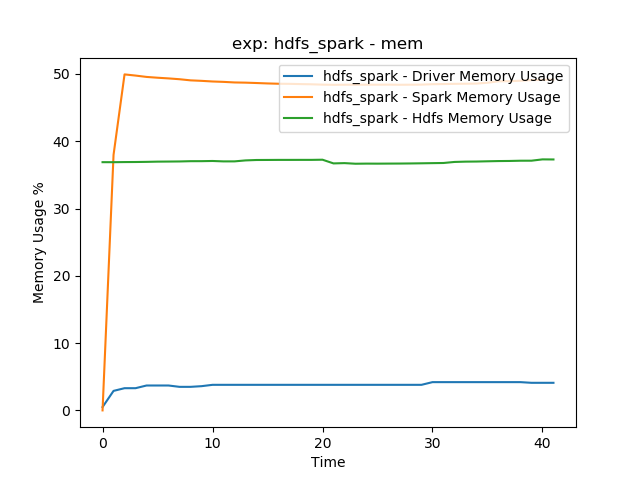 exp: hdfs_spark - mem
hdfs_spark - Driver Memory Usage
hdfs_spark - Spark Memory Usage
hdfs_spark - Hdfs Memory Usage
Memory Usage %
50
40
30
20
10
0
0 10 20 30 40
Time